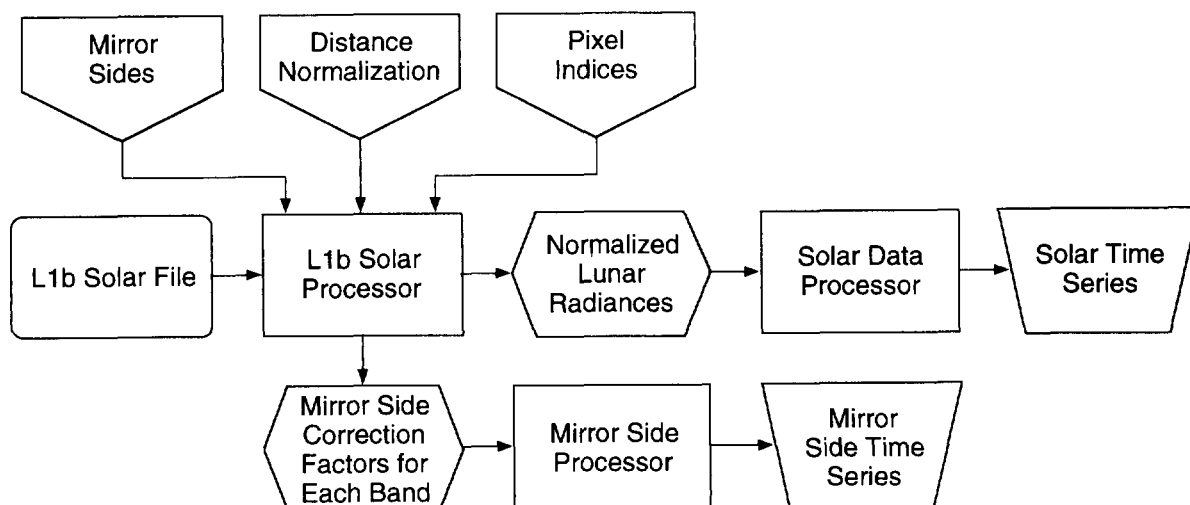 Mirror
Sides
Distance
Normalization
Pixel
Indices
L1b Solar File
L1b Solar
Processor
Normalized
Lunar
Radiances
Solar Data
Processor
Solar Time
Series
Mirror Side
Correction
Factors for
Each Band
Mirror Side
Processor
Mirror
Side Time
Series